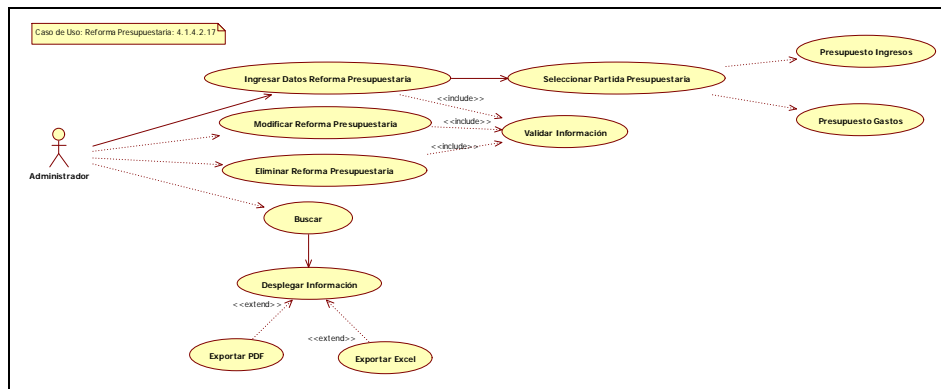 Caso de Uso: Reforma Presupuestaria: 4.1.4.2.17
Presupuesto Ingresos
Ingresar Datos Reforma Presupuestaria
Seleccionar Partida Presupuestaria
<<include>>
Presupuesto Gastos
Modificar Reforma Presupuestaria
<<include>>
Validar Información
<<include>>
Administrador
Eliminar Reforma Presupuestaria
Buscar
Desplegar Información
<<extend>>
<<extend>>
Exportar PDF
Exportar Excel